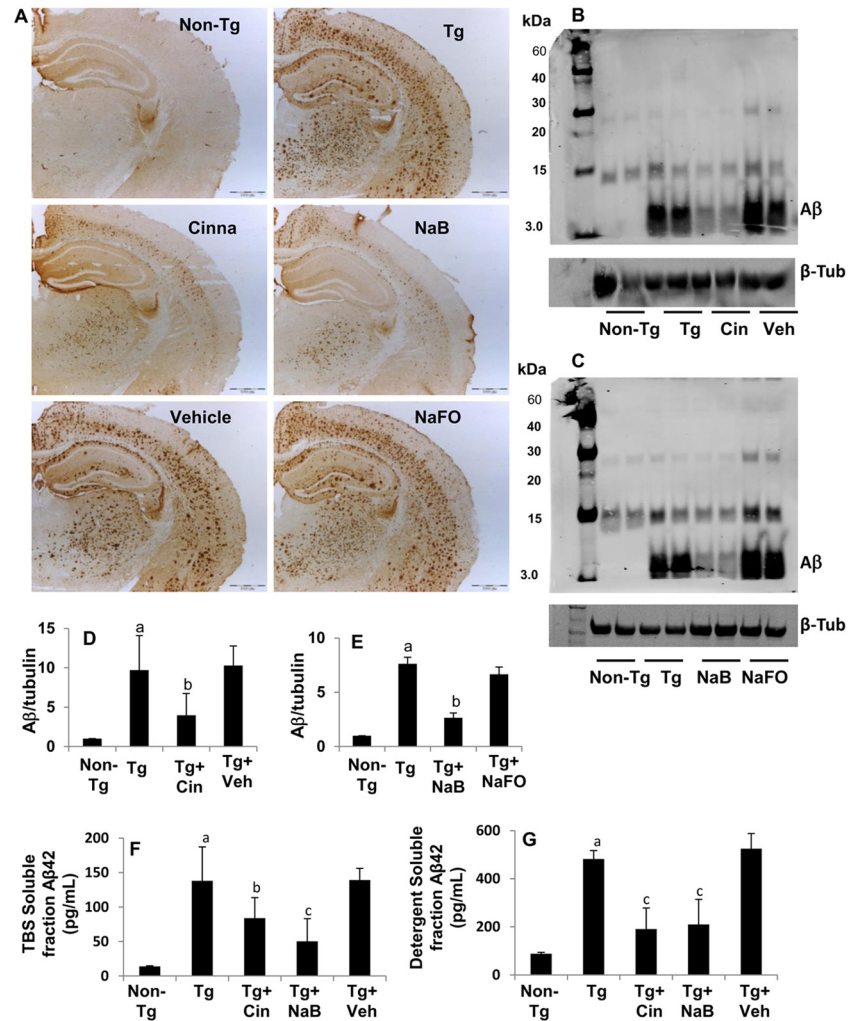 A
Non-Tg
Tg
Cinna
NaB
Vehicle
NaFO
B
kDa
60
40
30
20
15
3.0
Aβ
β-Tub
Non-Tg Tg Cin Veh
C
kDa
60
40
30
20
15
3.0
Aβ
β-Tub
Non-Tg Tg NaB NaFO
D
Aβ/tubulin
15
10
5
0
a
b
Non-Tg
Tg
Tg+ Cin
Tg+ Veh
E
Aβ/tubulin
10
5
0
a
b
Non-Tg
Tg
Tg+ NaB
Tg+ NaFO
F
TBS Soluble
fraction Aβ42
(pg/mL)
200
150
100
50
0
a
b
c
Non-Tg
Tg
Tg+ Cin
Tg+ NaB
Tg+ Veh
G
Detergent Soluble
fraction Aβ42
(pg/mL)
600
400
200
0
a
c
c
Non-Tg
Tg
Tg+ Cin
Tg+ NaB
Tg+ Veh